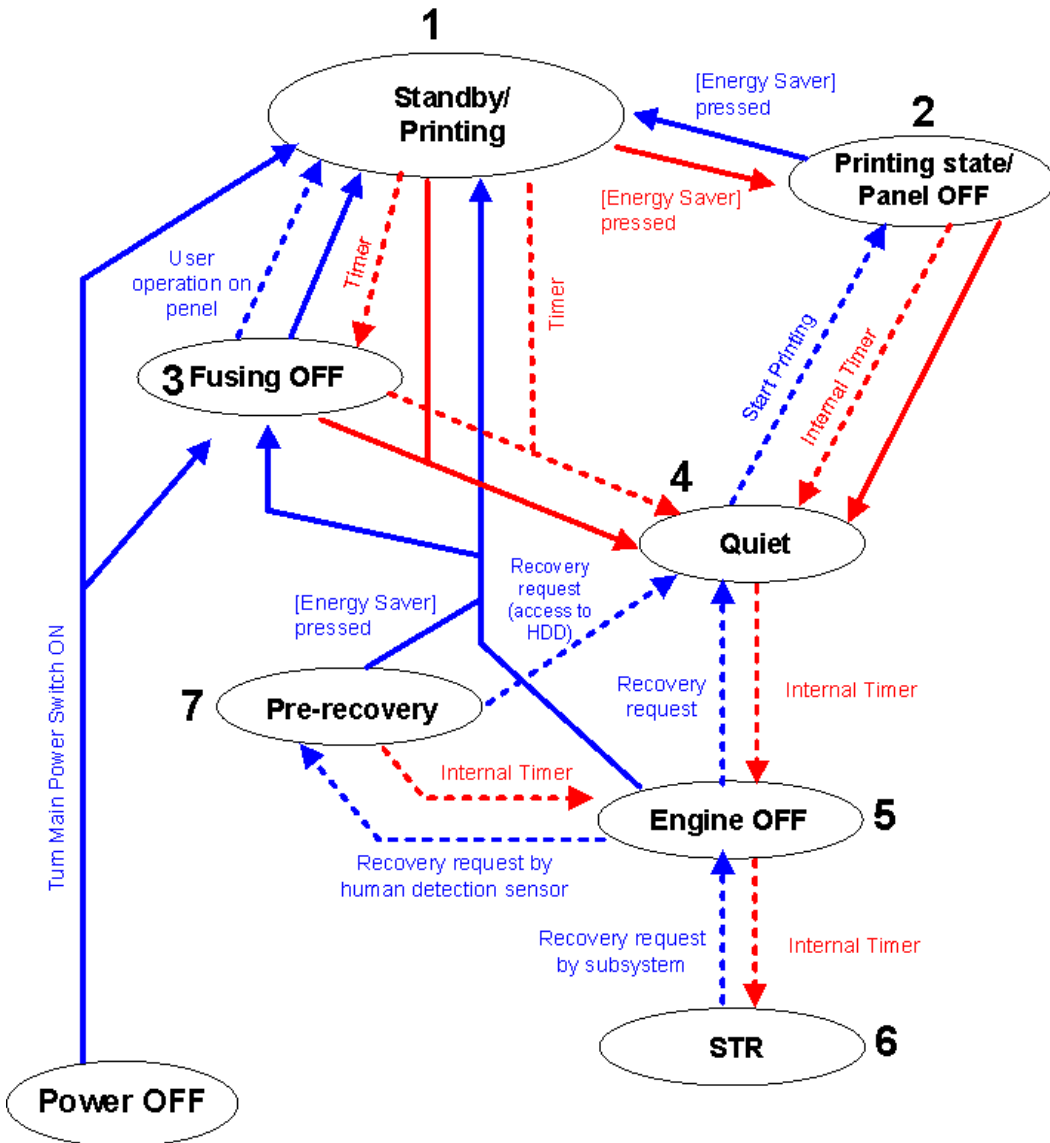 1
Standby/
Printing
[Energy Saver]
pressed
2
Printing state/
Panel OFF
[Energy Saver]
pressed
User
operation on
penel
Timer
Timer
3 Fusing OFF
Start Printing
Internal Timer
4
Quiet
Recovery
request
(access to
HDD)
[Energy Saver]
pressed
Turn Main Power Switch ON
7
Pre-recovery
Recovery
request
Internal Timer
Internal Timer
Engine OFF
5
Recovery request by
human detection sensor
Recovery request
by subsystem
Internal Timer
STR
6
Power OFF